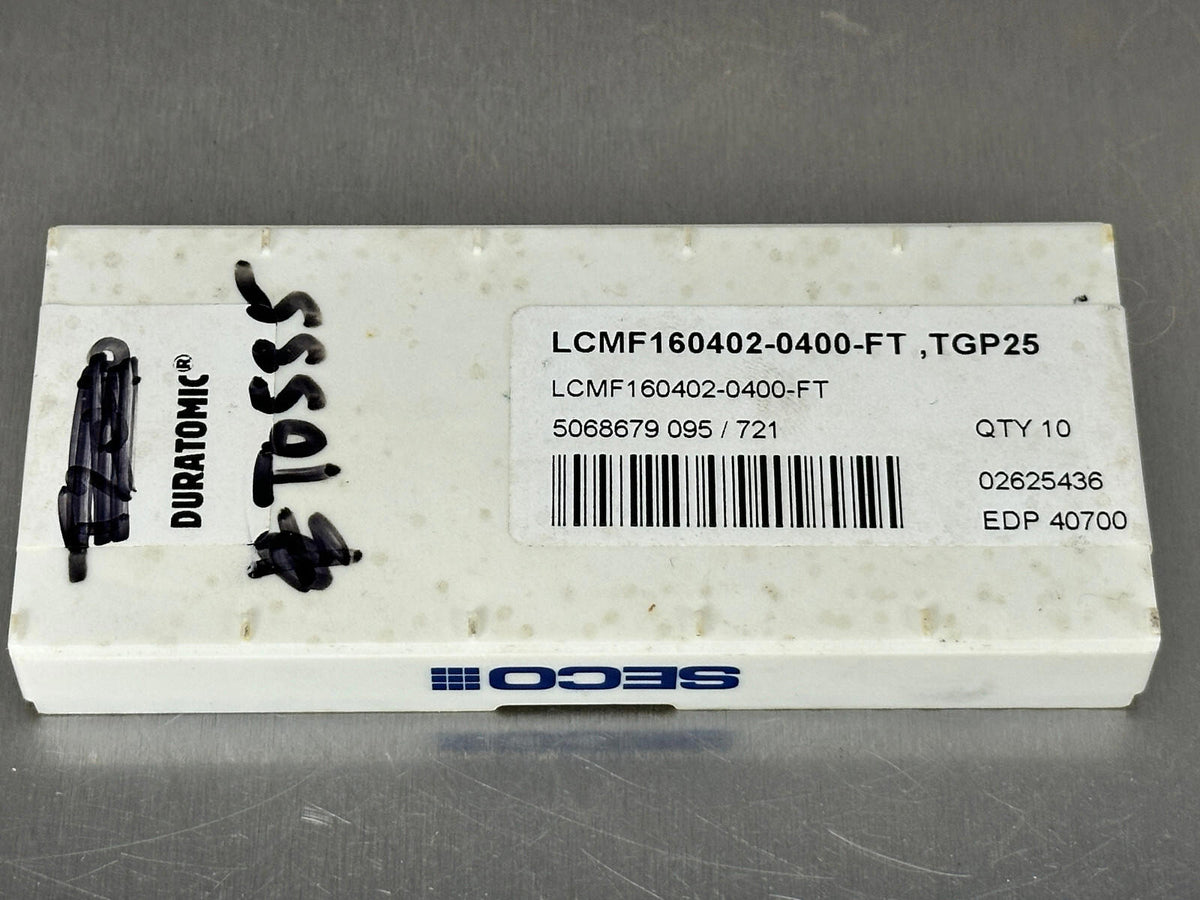 DURATOMIC®
LCMF160402-0400-FT ,TGP25
LCMF160402-0400-FT
5068679 095 / 721
QTY 10
02625436
EDP 40700
SECO